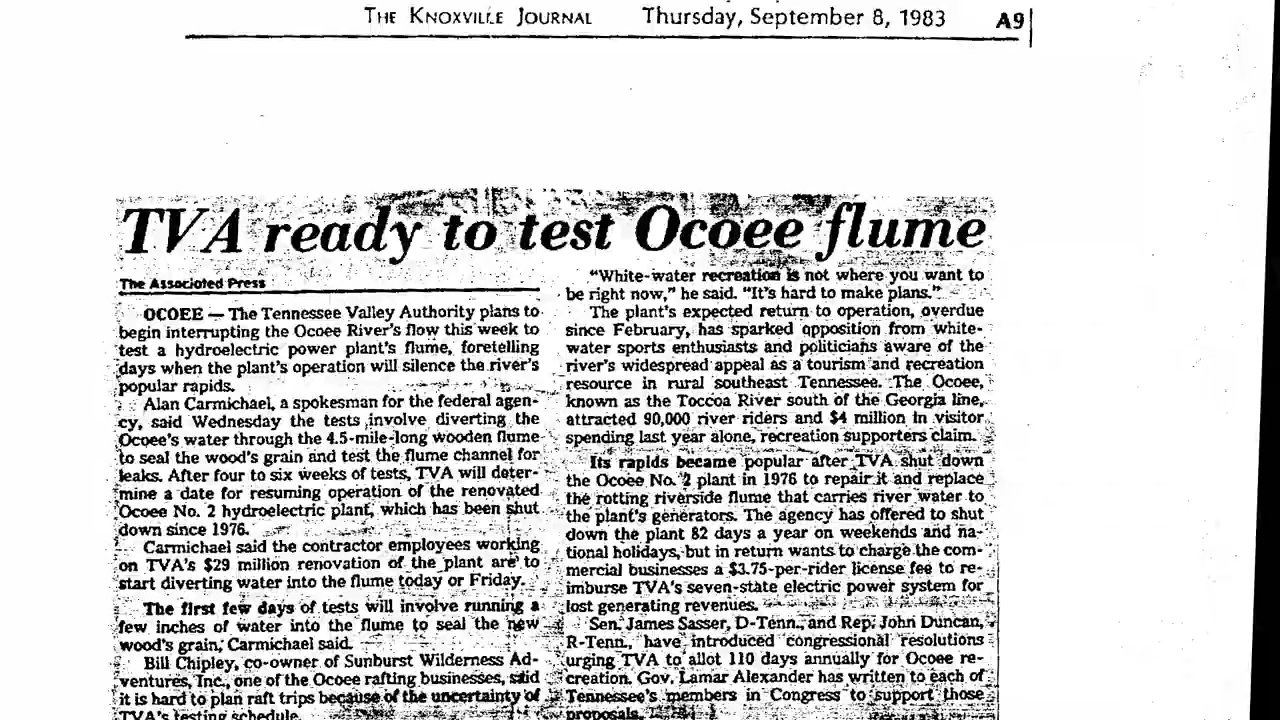 THE KNOXVILLE JOURNAL Thursday, September 8, 1983 A9
TVA ready to test Ocoee flume
The Associated Press
OCOEE — The Tennessee Valley Authority plans to
begin interrupting the Ocoee River's flow this week to
test a hydroelectric power plant's flume, foretelling
days when the plant's operation will silence the river's
popular rapids.
Alan Carmichael, a spokesman for the federal agen-
cy, said Wednesday the tests involve diverting the
Ocoee's water through the 4.5-mile-long wooden flume
to seal the wood's grain and test the flume channel for
leaks. After four to six weeks of tests, TVA will deter-
mine a date for resuming operation of the renovated
Ocoee No. 2 hydroelectric plant, which has been shut
down since 1976.
Carmichael said the contractor employees working
on TVA's $29 million renovation of the plant are to
start diverting water into the flume today or Friday.
The first few days of tests will involve running a
few inches of water into the flume to seal the new
wood's grain, Carmichael said.
Bill Chipley, co-owner of Sunburst Wilderness Ad-
ventures, Inc., one of the Ocoee rafting businesses, said
it is hard to plan raft trips because of the uncertainty of
TVA's testing schedule.
"White-water recreation is not where you want to
be right now," he said. "It's hard to make plans."
The plant's expected return to operation, overdue
since February, has sparked opposition from white-
water sports enthusiasts and politicians aware of the
river's widespread appeal as a tourism and recreation
resource in rural southeast Tennessee. The Ocoee,
known as the Toccoa River south of the Georgia line,
attracted 90,000 river riders and $4 million in visitor
spending last year alone, recreation supporters claim.
Its rapids became popular after TVA shut down
the Ocoee No. 2 plant in 1976 to repair it and replace
the rotting riverside flume that carries river water to
the plant's generators. The agency has offered to shut
down the plant 82 days a year on weekends and na-
tional holidays, but in return wants to charge the com-
mercial businesses a $3.75-per-rider license fee to re-
imburse TVA's seven-state electric power system for
lost generating revenues.
Sen. James Sasser, D-Tenn., and Rep. John Duncan,
R-Tenn., have introduced congressional resolutions
urging TVA to allot 110 days annually for Ocoee re-
creation. Gov. Lamar Alexander has written to each of
Tennessee's members in Congress to support those
proposals.